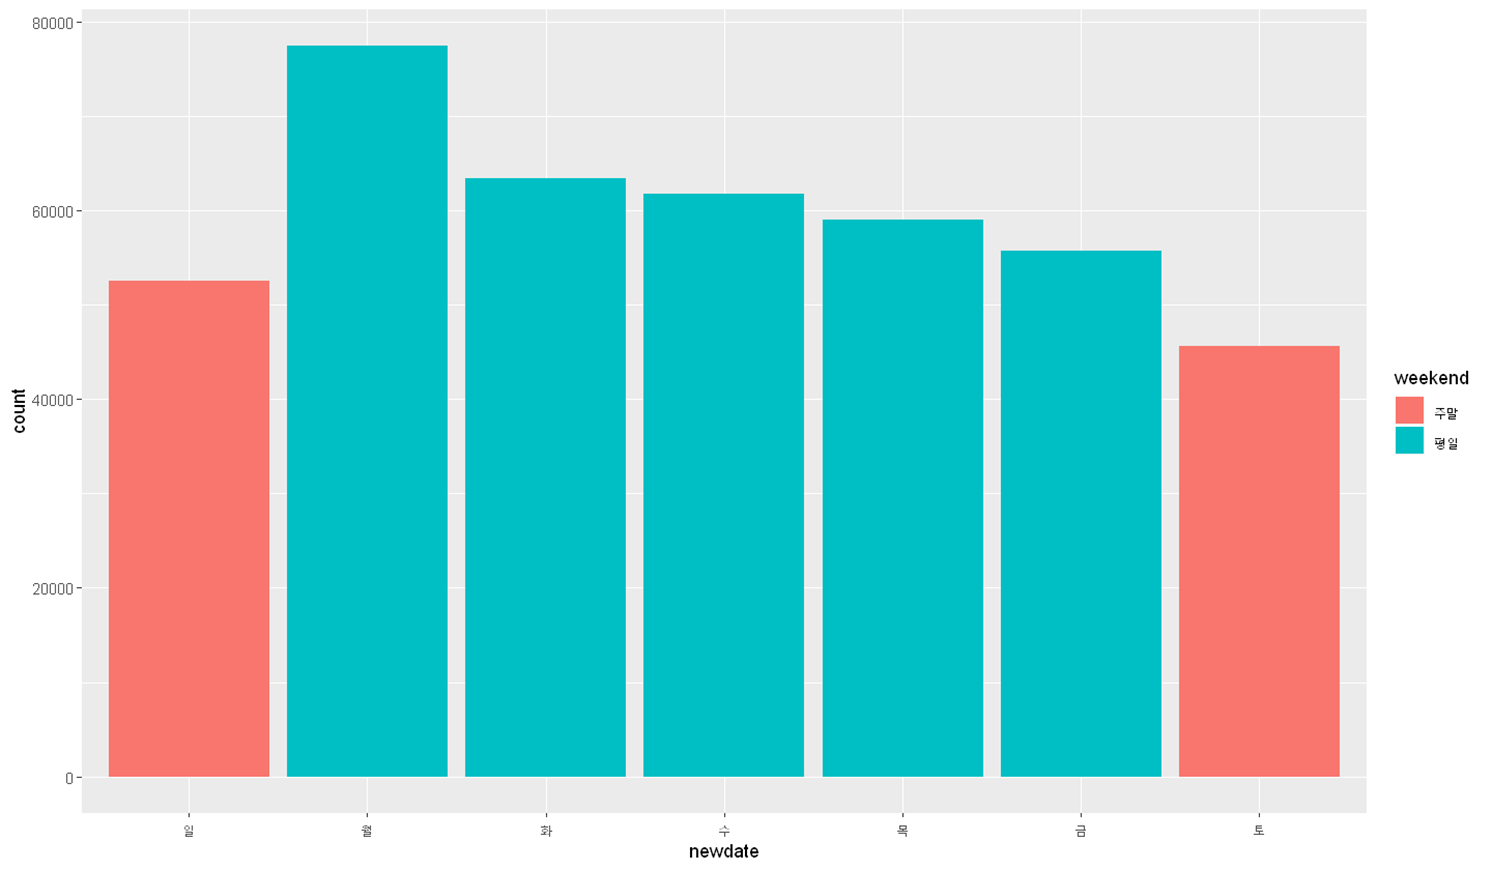 80000
60000
40000
20000
0
count
일 월 화 수 목 금 토
newdate
weekend
주말
평일